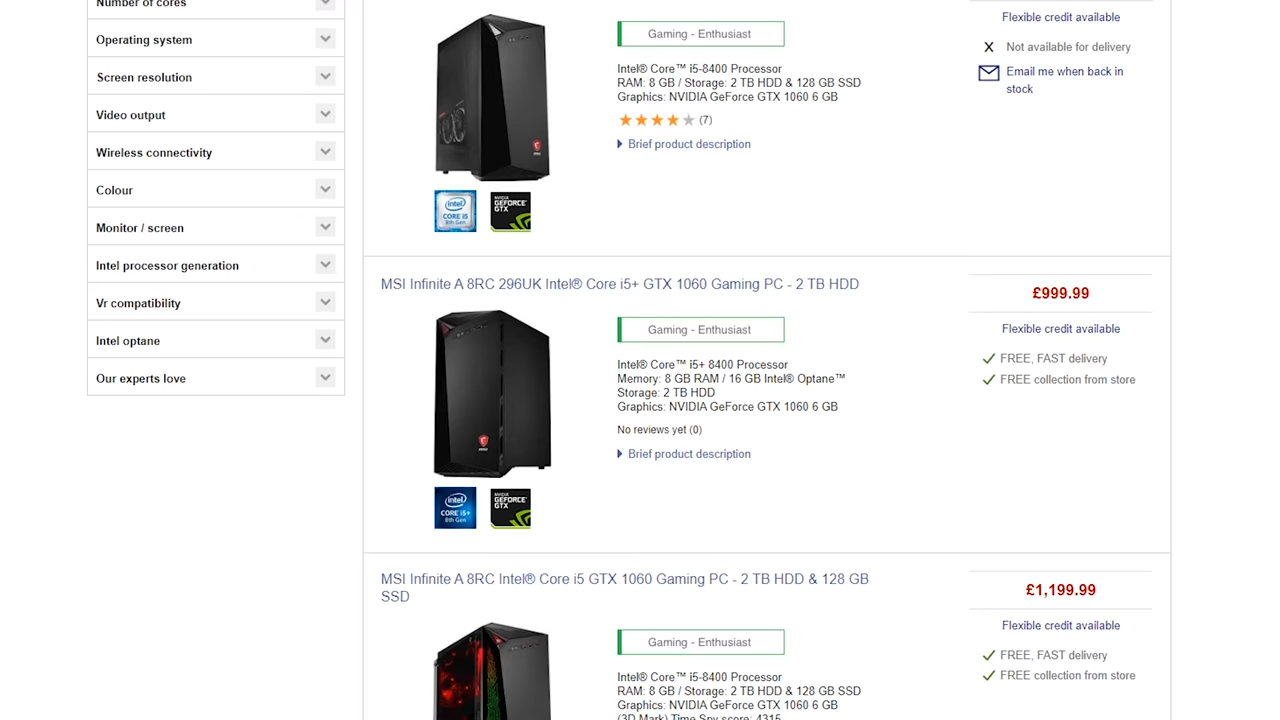 Number of cores
Operating system
Screen resolution
Video output
Wireless connectivity
Colour
Monitor / screen
Intel processor generation
Vr compatibility
Intel optane
Our experts love
Gaming - Enthusiast
Intel® Core™ i5-8400 Processor
RAM: 8 GB / Storage: 2 TB HDD & 128 GB SSD
Graphics: NVIDIA GeForce GTX 1060 6 GB
(7)
Brief product description
intel
CORE i5
8th Gen
NVIDIA
GEFORCE
GTX
Flexible credit available
X Not available for delivery
Email me when back in
stock
MSI Infinite A 8RC 296UK Intel® Core i5+ GTX 1060 Gaming PC - 2 TB HDD
Gaming - Enthusiast
Intel® Core™ i5+ 8400 Processor
Memory: 8 GB RAM / 16 GB Intel® Optane™
Storage: 2 TB HDD
Graphics: NVIDIA GeForce GTX 1060 6 GB
No reviews yet (0)
Brief product description
intel
CORE i5+
8th Gen
NVIDIA
GEFORCE
GTX
£999.99
Flexible credit available
FREE, FAST delivery
FREE collection from store
MSI Infinite A 8RC Intel® Core i5 GTX 1060 Gaming PC - 2 TB HDD & 128 GB
SSD
Gaming - Enthusiast
Intel® Core™ i5-8400 Processor
RAM: 8 GB / Storage: 2 TB HDD & 128 GB SSD
Graphics: NVIDIA GeForce GTX 1060 6 GB
(3D Mark) Time Spy score: 4315
£1,199.99
Flexible credit available
FREE, FAST delivery
FREE collection from store